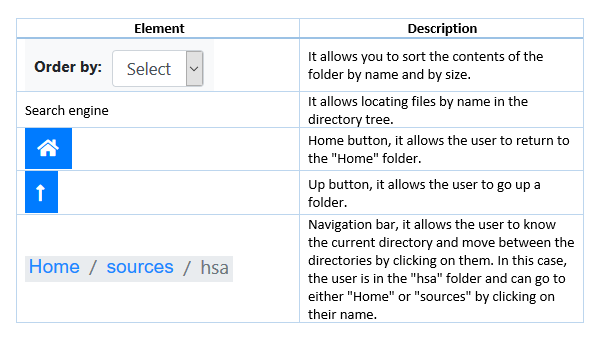 Element
Description
Order by: Select
It allows you to sort the contents of the
folder by name and by size.
Search engine
It allows locating files by name in the
directory tree.
Home button, it allows the user to return to
the "Home" folder.
Up button, it allows the user to go up a
folder.
Home / sources / hsa
Navigation bar, it allows the user to know
the current directory and move between the
directories by clicking on them. In this case,
the user is in the "hsa" folder and can go to
either "Home" or "sources" by clicking on
their name.